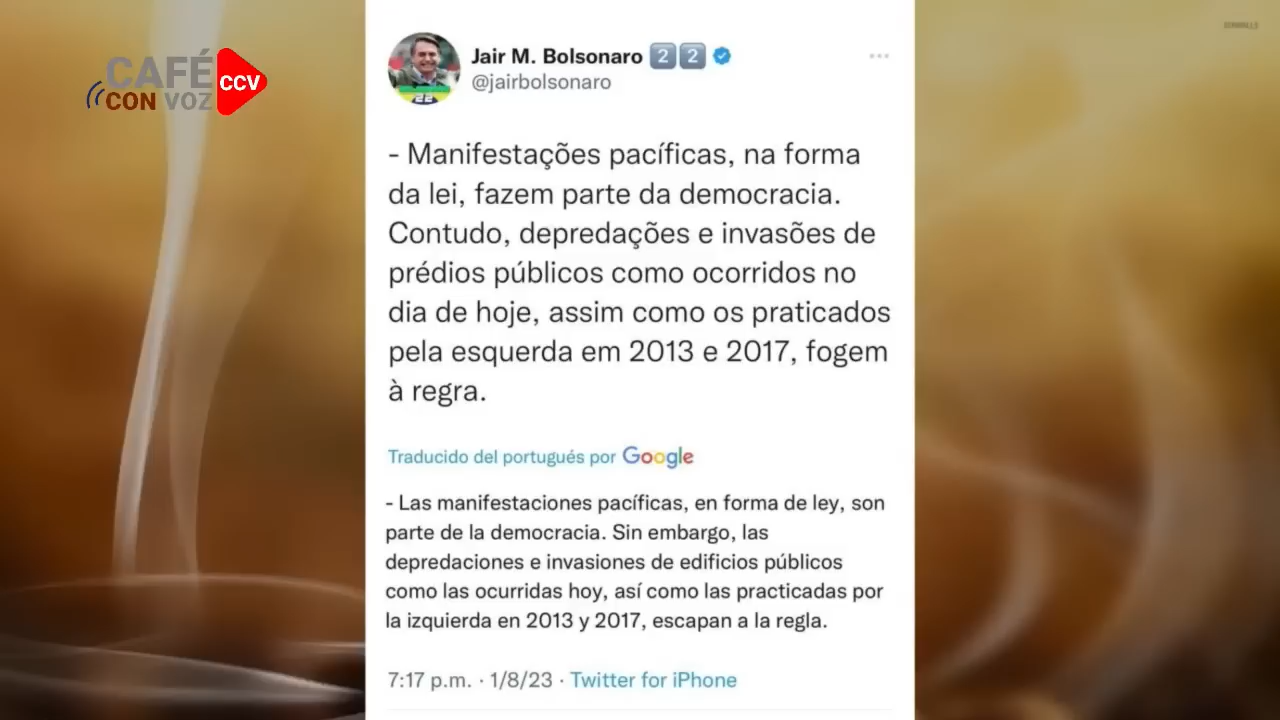 CAFÉ
CON VOZ
CCV
Jair M. Bolsonaro 2️⃣2️⃣
@jairbolsonaro
22
- Manifestações pacíficas, na forma
da lei, fazem parte da democracia.
Contudo, depredações e invasões de
prédios públicos como ocorridos no
dia de hoje, assim como os praticados
pela esquerda em 2013 e 2017, fogem
à regra.
Traducido del portugués por Google
- Las manifestaciones pacíficas, en forma de ley, son
parte de la democracia. Sin embargo, las
depredaciones e invasiones de edificios públicos
como las ocurridas hoy, así como las practicadas por
la izquierda en 2013 y 2017, escapan a la regla.
7:17 p.m. · 1/8/23 · Twitter for iPhone